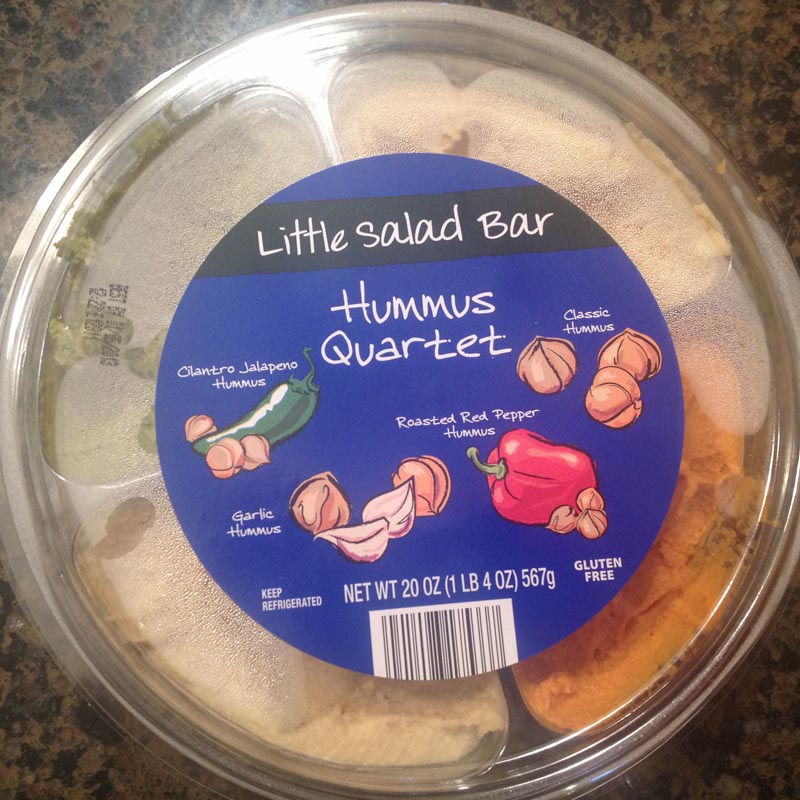 Little Salad Bar
Hummus
Quartet
Classic
Hummus
Cilantro Jalapeno
Hummus
Roasted Red Pepper
Hummus
Garlic
Hummus
KEEP
REFRIGERATED
NET WT 20 OZ (1 LB 4 OZ) 567g
GLUTEN
FREE